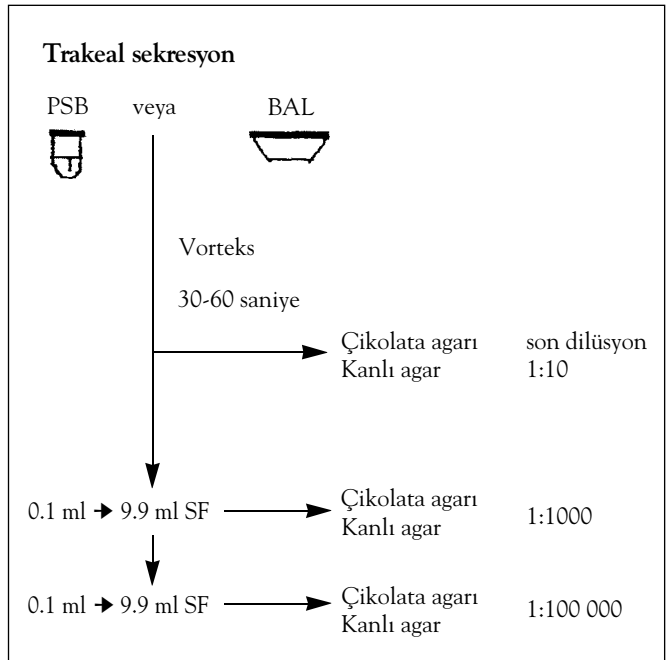 Trakeal sekresyon
PSB veya BAL
Vorteks
30-60 saniye
Çikolata agarı son dilüsyon
Kanlı agar 1:10
0.1 ml → 9.9 ml SF Çikolata agarı
Kanlı agar 1:1000
0.1 ml → 9.9 ml SF Çikolata agarı
Kanlı agar 1:100 000